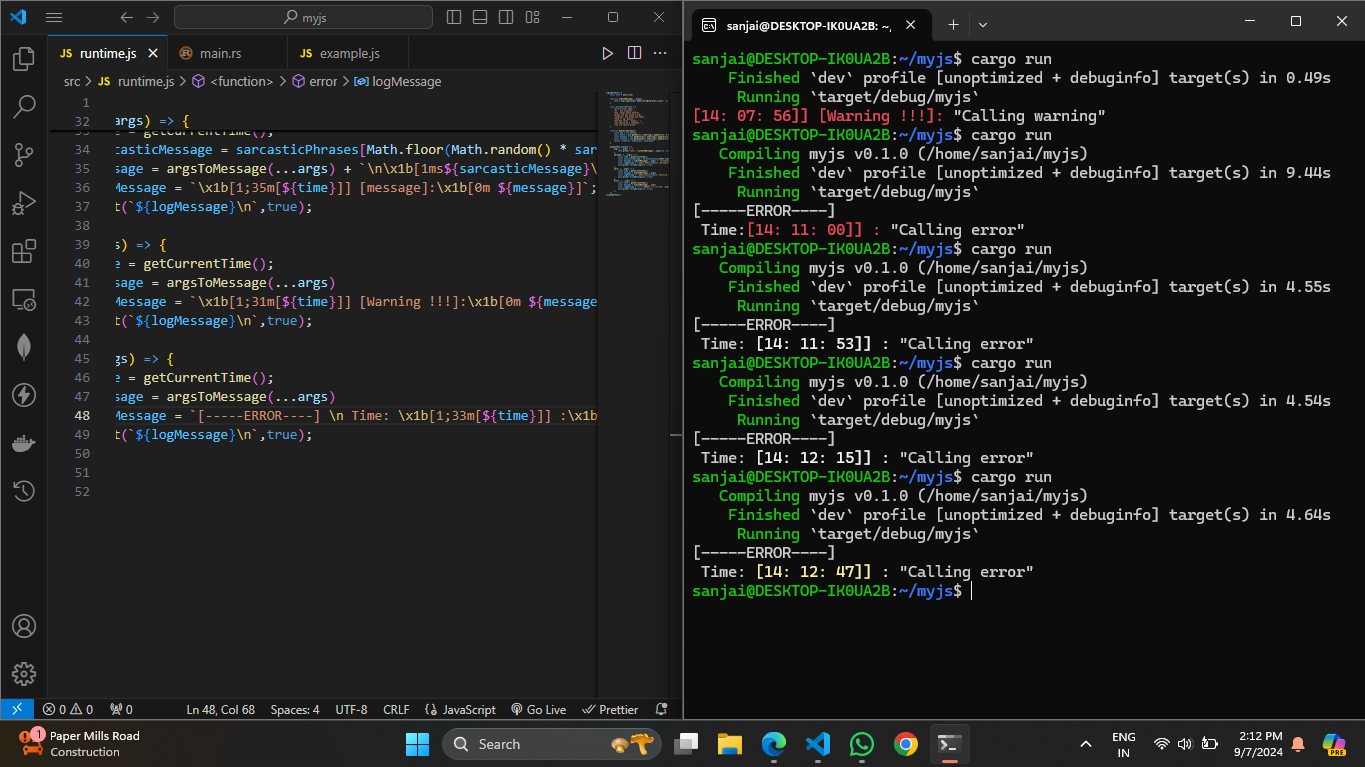 myjs
runtime.js
main.rs
example.js
src > runtime.js > <function> > error > logMessage
1
32 args) => {
33 e = getCurrentTime();
34 casticMessage = sarcasticPhrases[Math.floor(Math.random() * sar
35 sage = argsToMessage(...args) + `\n\x1b[1ms${sarcasticMessage}\
36 Message = `\x1b[1;35m[${time}]] [message]:\x1b[0m ${message}]`;
37 t(`${logMessage}\n`,true);
38
39 s) => {
40 e = getCurrentTime();
41 sage = argsToMessage(...args)
42 Message = `\x1b[1;31m[${time}]] [Warning !!!]:\x1b[0m ${message
43 t(`${logMessage}\n`,true);
44
45 gs) => {
46 e = getCurrentTime();
47 sage = argsToMessage(...args)
48 Message = `[-----ERROR----] \n Time: \x1b[1;33m[${time}]] :\x1b
49 t(`${logMessage}\n`,true);
50
51
52
0 0 0 Ln 48, Col 68 Spaces: 4 UTF-8 CRLF JavaScript Go Live Prettier
sanjai@DESKTOP-IK0UA2B: ~,
sanjai@DESKTOP-IK0UA2B:~/myjs$ cargo run
Finished `dev` profile [unoptimized + debuginfo] target(s) in 0.49s
Running `target/debug/myjs`
[14: 07: 56]] [Warning !!!]: "Calling warning"
sanjai@DESKTOP-IK0UA2B:~/myjs$ cargo run
Compiling myjs v0.1.0 (/home/sanjai/myjs)
Finished `dev` profile [unoptimized + debuginfo] target(s) in 9.44s
Running `target/debug/myjs`
[-----ERROR----]
Time:[14: 11: 00]] : "Calling error"
sanjai@DESKTOP-IK0UA2B:~/myjs$ cargo run
Compiling myjs v0.1.0 (/home/sanjai/myjs)
Finished `dev` profile [unoptimized + debuginfo] target(s) in 4.55s
Running `target/debug/myjs`
[-----ERROR----]
Time: [14: 11: 53]] : "Calling error"
sanjai@DESKTOP-IK0UA2B:~/myjs$ cargo run
Compiling myjs v0.1.0 (/home/sanjai/myjs)
Finished `dev` profile [unoptimized + debuginfo] target(s) in 4.54s
Running `target/debug/myjs`
[-----ERROR----]
Time: [14: 12: 15]] : "Calling error"
sanjai@DESKTOP-IK0UA2B:~/myjs$ cargo run
Compiling myjs v0.1.0 (/home/sanjai/myjs)
Finished `dev` profile [unoptimized + debuginfo] target(s) in 4.64s
Running `target/debug/myjs`
[-----ERROR----]
Time: [14: 12: 47]] : "Calling error"
sanjai@DESKTOP-IK0UA2B:~/myjs$
1
Paper Mills Road
Construction
Search
ENG
IN
2:12 PM
9/7/2024
PRE